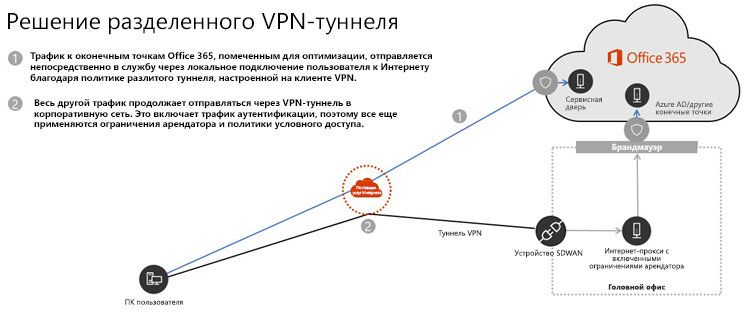 Решение разделенного VPN-туннеля
1
Трафик к оконечным точкам Office 365, помеченным для оптимизации, отправляется
непосредственно в службу через локальное подключение пользователя к Интернету
благодаря политике разлитого туннеля, настроенной на клиенте VPN.
2
Весь другой трафик продолжает отправляться через VPN-туннель в
корпоративную сеть. Это включает трафик аутентификации, поэтому все еще
применяются ограничения арендатора и политики условного доступа.
Office 365
Сервисная
дверь
Azure AD/другие
конечные точки
1
Брандмауэр
Поставщик
услуг Интернета
2
Туннель VPN
Устройство SDWAN
Интернет-прокси с
включенными
ограничениями арендатора
ПК пользователя
Головной офис